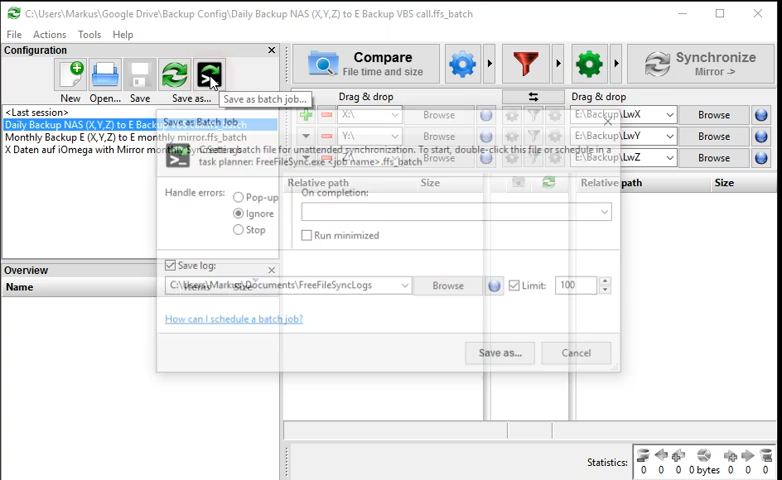 C:\Users\Markus\Google Drive\Backup Config\Daily Backup NAS (X,Y,Z) to E Backup VBS call.ffs_batch
File Actions Tools Help
Configuration
New Open... Save Save as...
Save as batch job...
Compare
File time and size
Synchronize
Mirror ->
<Last session>
Daily Backup NAS (X,Y,Z) to E Backup VBS call.ffs_batch
Monthly Backup E (X,Y,Z) to E monthly mirror.ffs_batch
X Daten auf iOmega with Mirror
Drag & drop
Drag & drop
X:\ Browse E:\Backup\LwX Browse
Y:\ Browse E:\Backup\LwY Browse
Z:\ Browse E:\Backup\LwZ Browse
Relative path Size Relative path Size
Save as Batch Job
Create a batch file for unattended synchronization. To start, double-click this file or schedule in a
task planner: FreeFileSync.exe <job name>.ffs_batch
Handle errors:
Pop-up
Ignore
Stop
On completion:
Run minimized
Save log:
C:\Users\Markus\Documents\FreeFileSyncLogs Browse Limit: 100
How can I schedule a batch job?
Save as... Cancel
Overview
Name Items Size
Statistics: 0 0 0 0 bytes 0 0 0